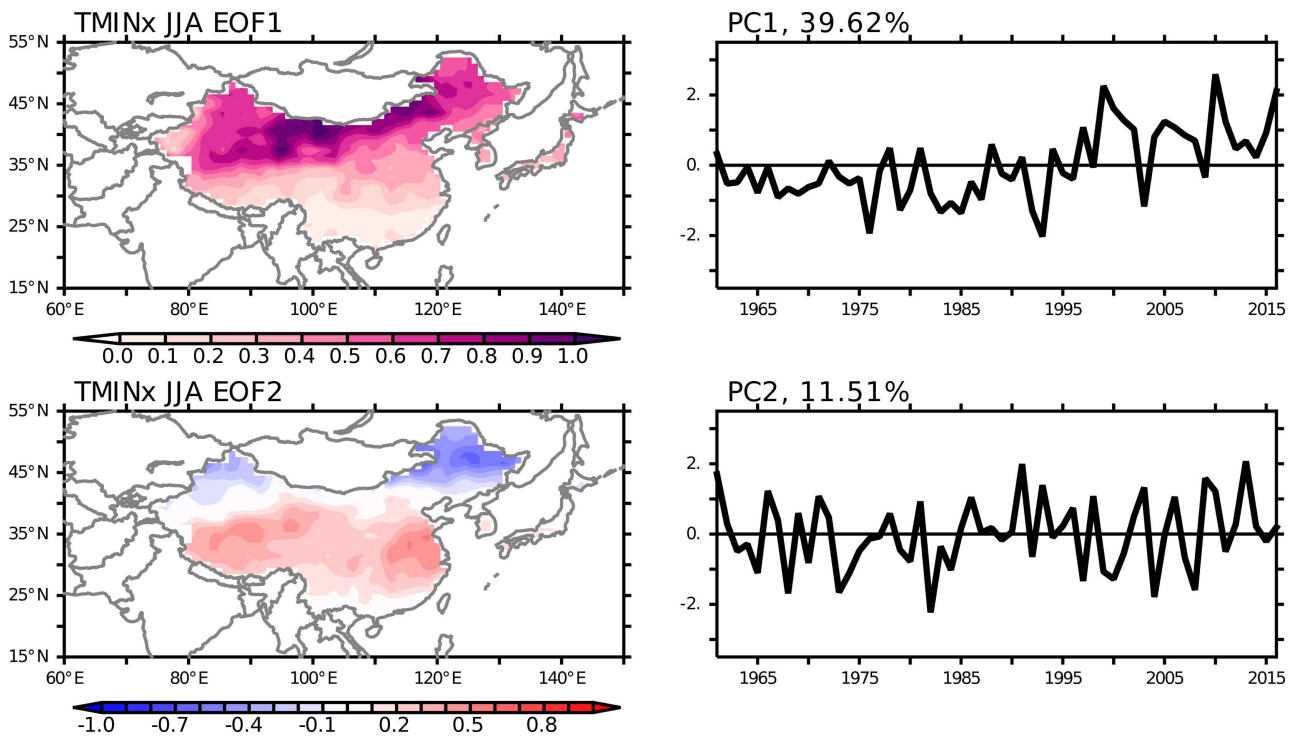 TMINx JJA EOF1
55°N
45°N
35°N
25°N
15°N
60°E 80°E 100°E 120°E 140°E
0.0 0.1 0.2 0.3 0.4 0.5 0.6 0.7 0.8 0.9 1.0
PC1, 39.62%
2.
0.
-2.
1965 1975 1985 1995 2005 2015
TMINx JJA EOF2
55°N
45°N
35°N
25°N
15°N
60°E 80°E 100°E 120°E 140°E
-1.0 -0.7 -0.4 -0.1 0.2 0.5 0.8
PC2, 11.51%
2.
0.
-2.
1965 1975 1985 1995 2005 2015